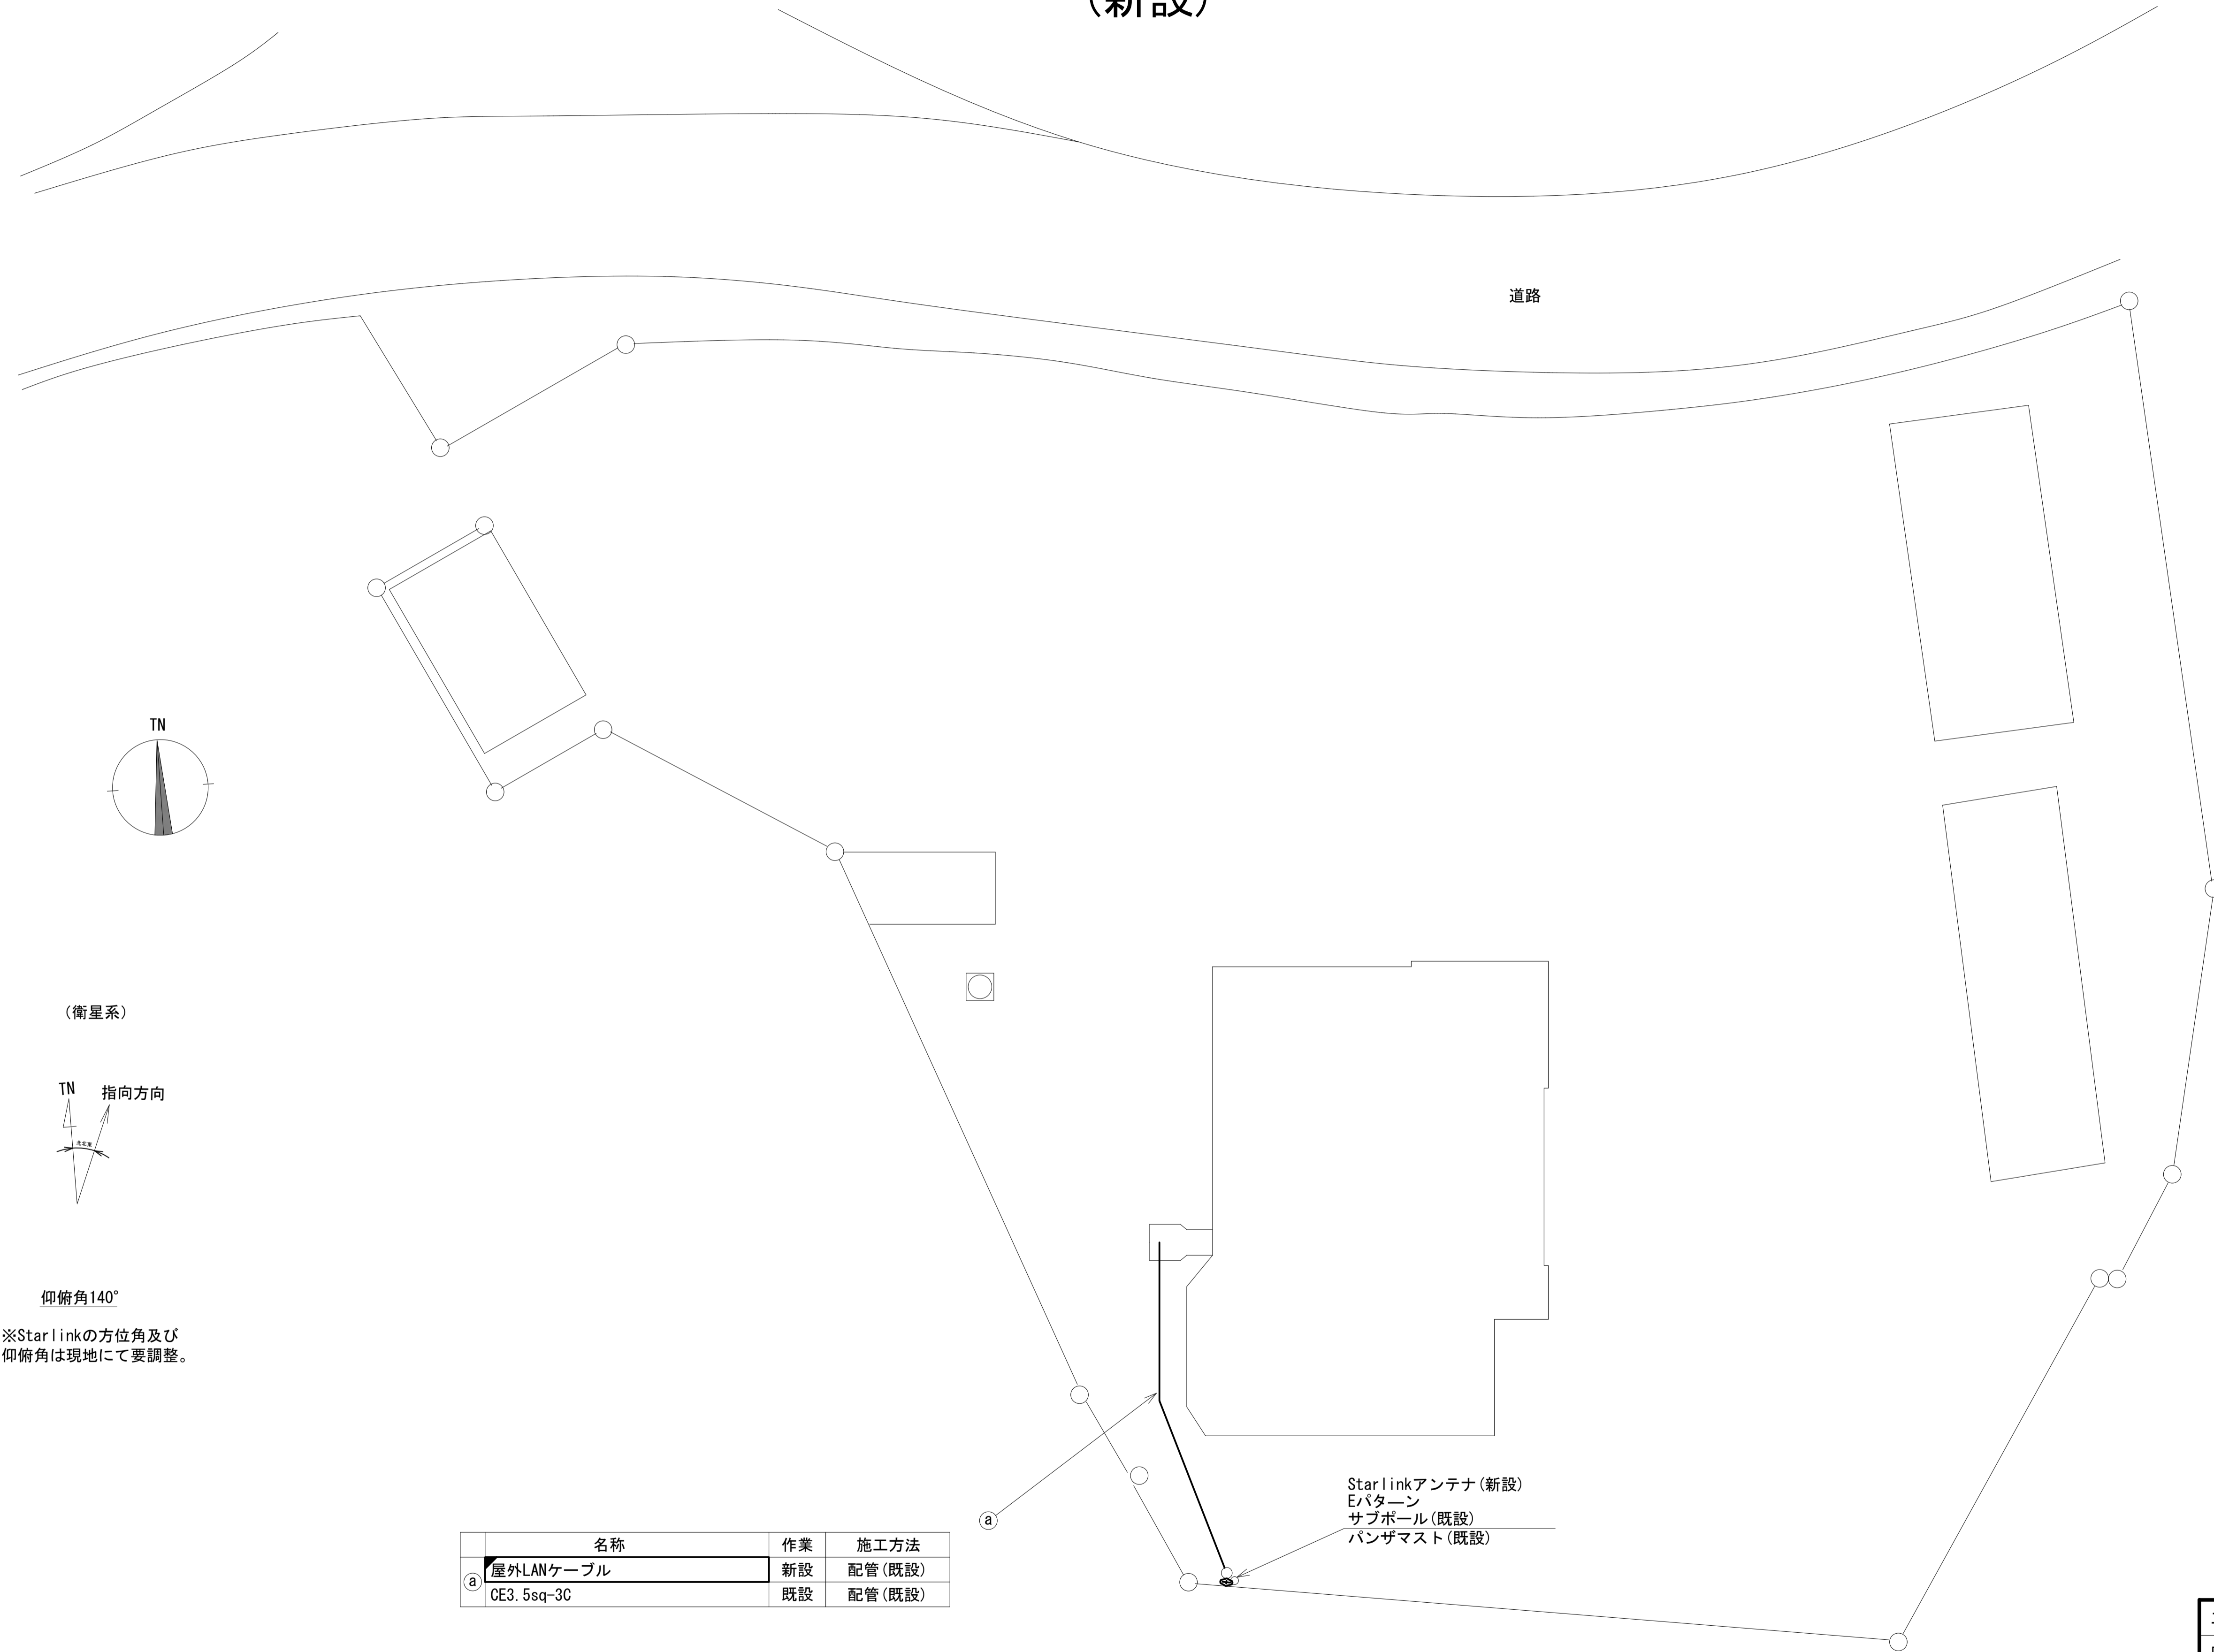 （新設）
道路
TN
（衛星系）
TN 指向方向
北北東
仰俯角140°
※Starlinkの方位角及び
仰俯角は現地にて要調整。
Starlinkアンテナ(新設)
Eパターン
サブポール(既設)
パンザマスト(既設)
ⓐ
名称 作業 施工方法
ⓐ 屋外LANケーブル 新設 配管(既設)
CE3.5sq-3C 既設 配管(既設)